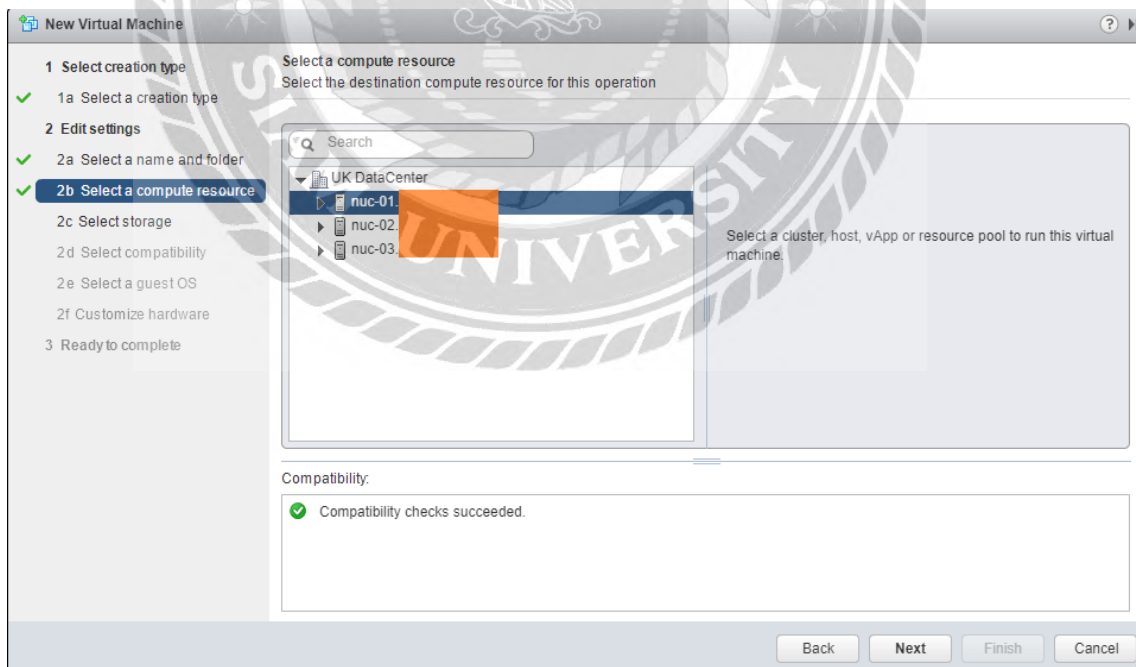 New Virtual Machine
?
1 Select creation type
1a Select a creation type
2 Edit settings
2a Select a name and folder
2b Select a compute resource
2c Select storage
2d Select compatibility
2e Select a guest OS
2f Customize hardware
3 Ready to complete
Select a compute resource
Select the destination compute resource for this operation
Search
UK DataCenter
nuc-01.
nuc-02.
nuc-03.
UNIVERSITY
Select a cluster, host, vApp or resource pool to run this virtual
machine.
Compatibility:
Compatibility checks succeeded.
Back Next Finish Cancel